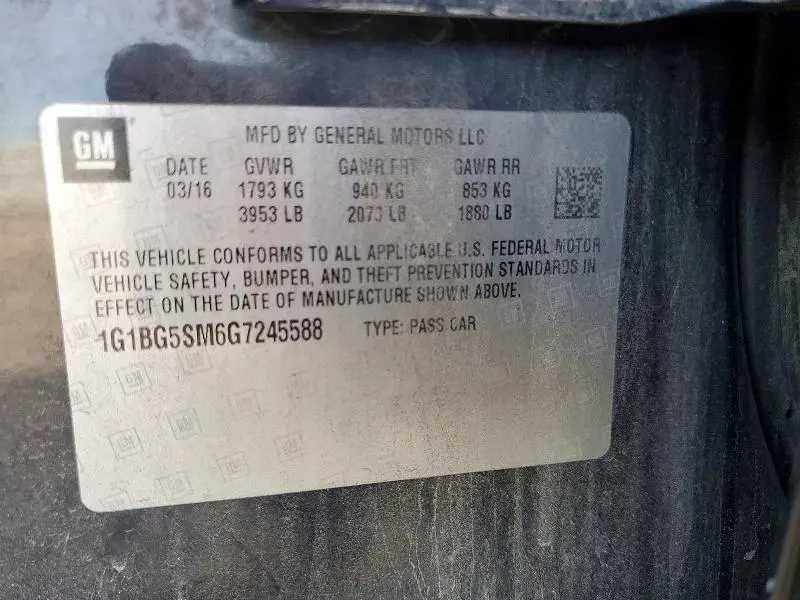 GM
MFD BY GENERAL MOTORS LLC
DATE GVWR GAWR FRT GAWR RR
03/16 1793 KG 940 KG 853 KG
3953 LB 2073 LB 1880 LB
THIS VEHICLE CONFORMS TO ALL APPLICABLE U.S. FEDERAL MOTOR
VEHICLE SAFETY, BUMPER, AND THEFT PREVENTION STANDARDS IN
EFFECT ON THE DATE OF MANUFACTURE SHOWN ABOVE.
1G1BG5SM6G7245588 TYPE: PASS CAR